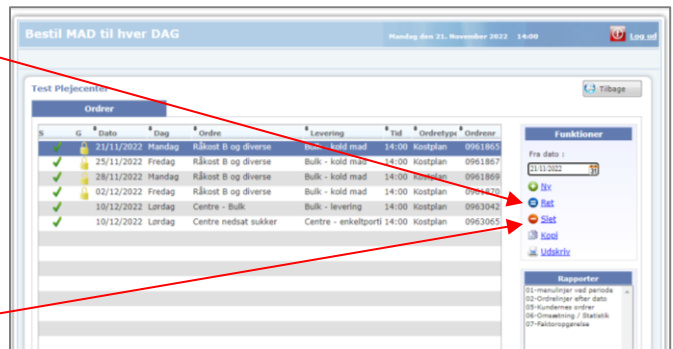 Bestil MAD til hver DAG
Mandag den 21. November 2022 14:00
Log ud
Test Plejecenter
Tilbage
Ordrer
S G Dato Dag Ordre Levering Tid Ordretype Ordrenr
21/11/2022 Mandag Råkost B og diverse Bulk - kold mad 14:00 Kostplan 0961865
25/11/2022 Fredag Råkost B og diverse Bulk - kold mad 14:00 Kostplan 0961867
28/11/2022 Mandag Råkost B og diverse Bulk - kold mad 14:00 Kostplan 0961869
02/12/2022 Fredag Råkost B og diverse Bulk - kold mad 14:00 Kostplan 0961870
10/12/2022 Lørdag Centre - Bulk Bulk - levering 14:00 Kostplan 0963042
10/12/2022 Lørdag Centre nedsat sukker Centre - enkeltporti 14:00 Kostplan 0963065
Funktioner
Fra dato :
21/11/2022
Ny
Ret
Slet
Kopi
Udskriv
Rapporter
01-menulinjer ved periode
02-Ordrelinjer efter dato
05-Kundernes ordrer
06-Omsætning / Statistik
07-Faktoropgørelse